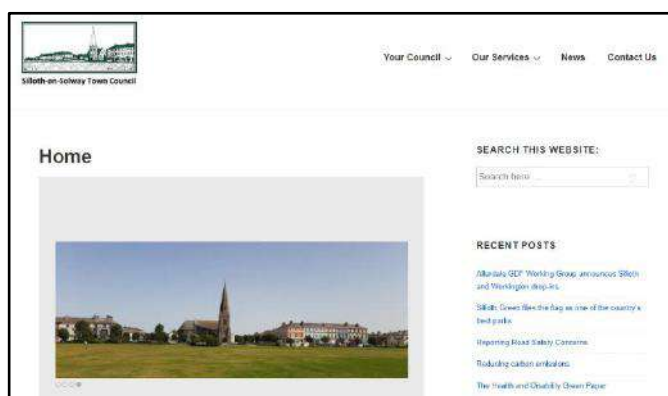 Silloth-on-Solway Town Council
Your Council
Our Services
News
Contact Us
Home
SEARCH THIS WEBSITE:
Search here ...
RECENT POSTS
Allerdale GDF Working Group announces Silloth
and Workington drop-ins.
Silloth Green flies the flag as one of the country's
best parks
Reporting Road Safety Concerns
Reducing carbon emissions
The Health and Disability Green Paper